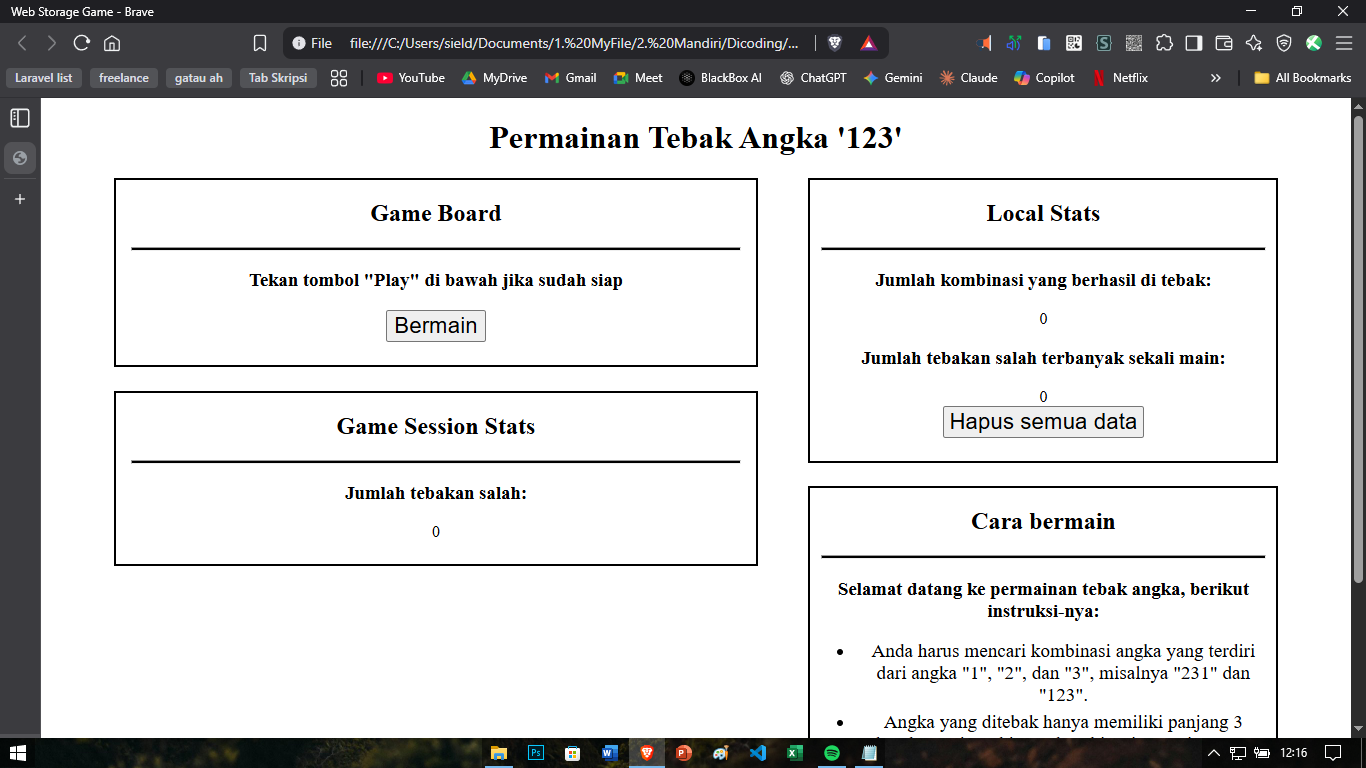 Web Storage Game - Brave
File file:///C:/Users/sield/Documents/1.%20MyFile/2.%20Mandiri/Dicoding/...
Laravel list freelance gatau ah Tab Skripsi YouTube MyDrive Gmail Meet BlackBox AI ChatGPT Gemini Claude Copilot Netflix » All Bookmarks
Permainan Tebak Angka '123'
Game Board
Tekan tombol "Play" di bawah jika sudah siap
Bermain
Game Session Stats
Jumlah tebakan salah:
0
Local Stats
Jumlah kombinasi yang berhasil di tebak:
0
Jumlah tebakan salah terbanyak sekali main:
0
Hapus semua data
Cara bermain
Selamat datang ke permainan tebak angka, berikut
instruksi-nya:
• Anda harus mencari kombinasi angka yang terdiri
dari angka "1", "2", dan "3", misalnya "231" dan
"123".
• Angka yang ditebak hanya memiliki panjang 3
12:16